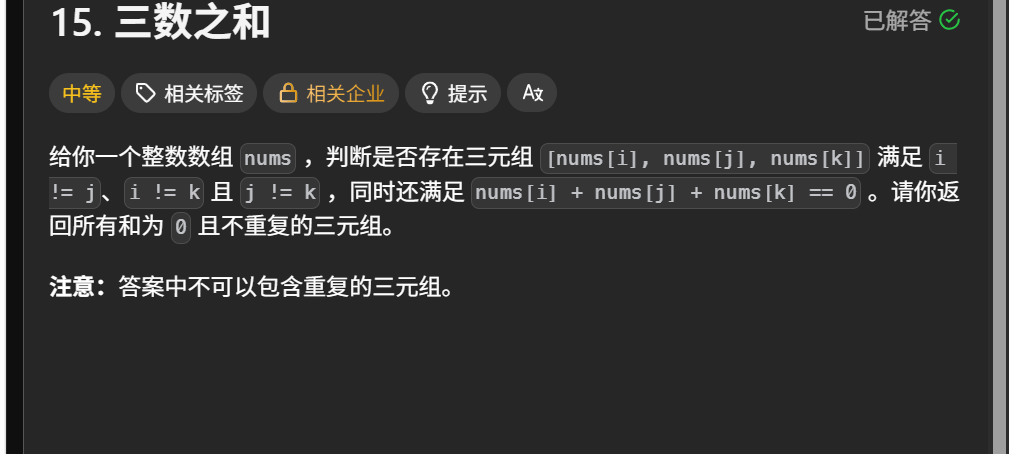 15. 三数之和
已解答
中等
相关标签
相关企业
提示
给你一个整数数组 nums ，判断是否存在三元组 [nums[i], nums[j], nums[k]] 满足 i
!= j、i != k 且 j != k ，同时还满足 nums[i] + nums[j] + nums[k] == 0 。请你返
回所有和为 0 且不重复的三元组。
注意：答案中不可以包含重复的三元组。